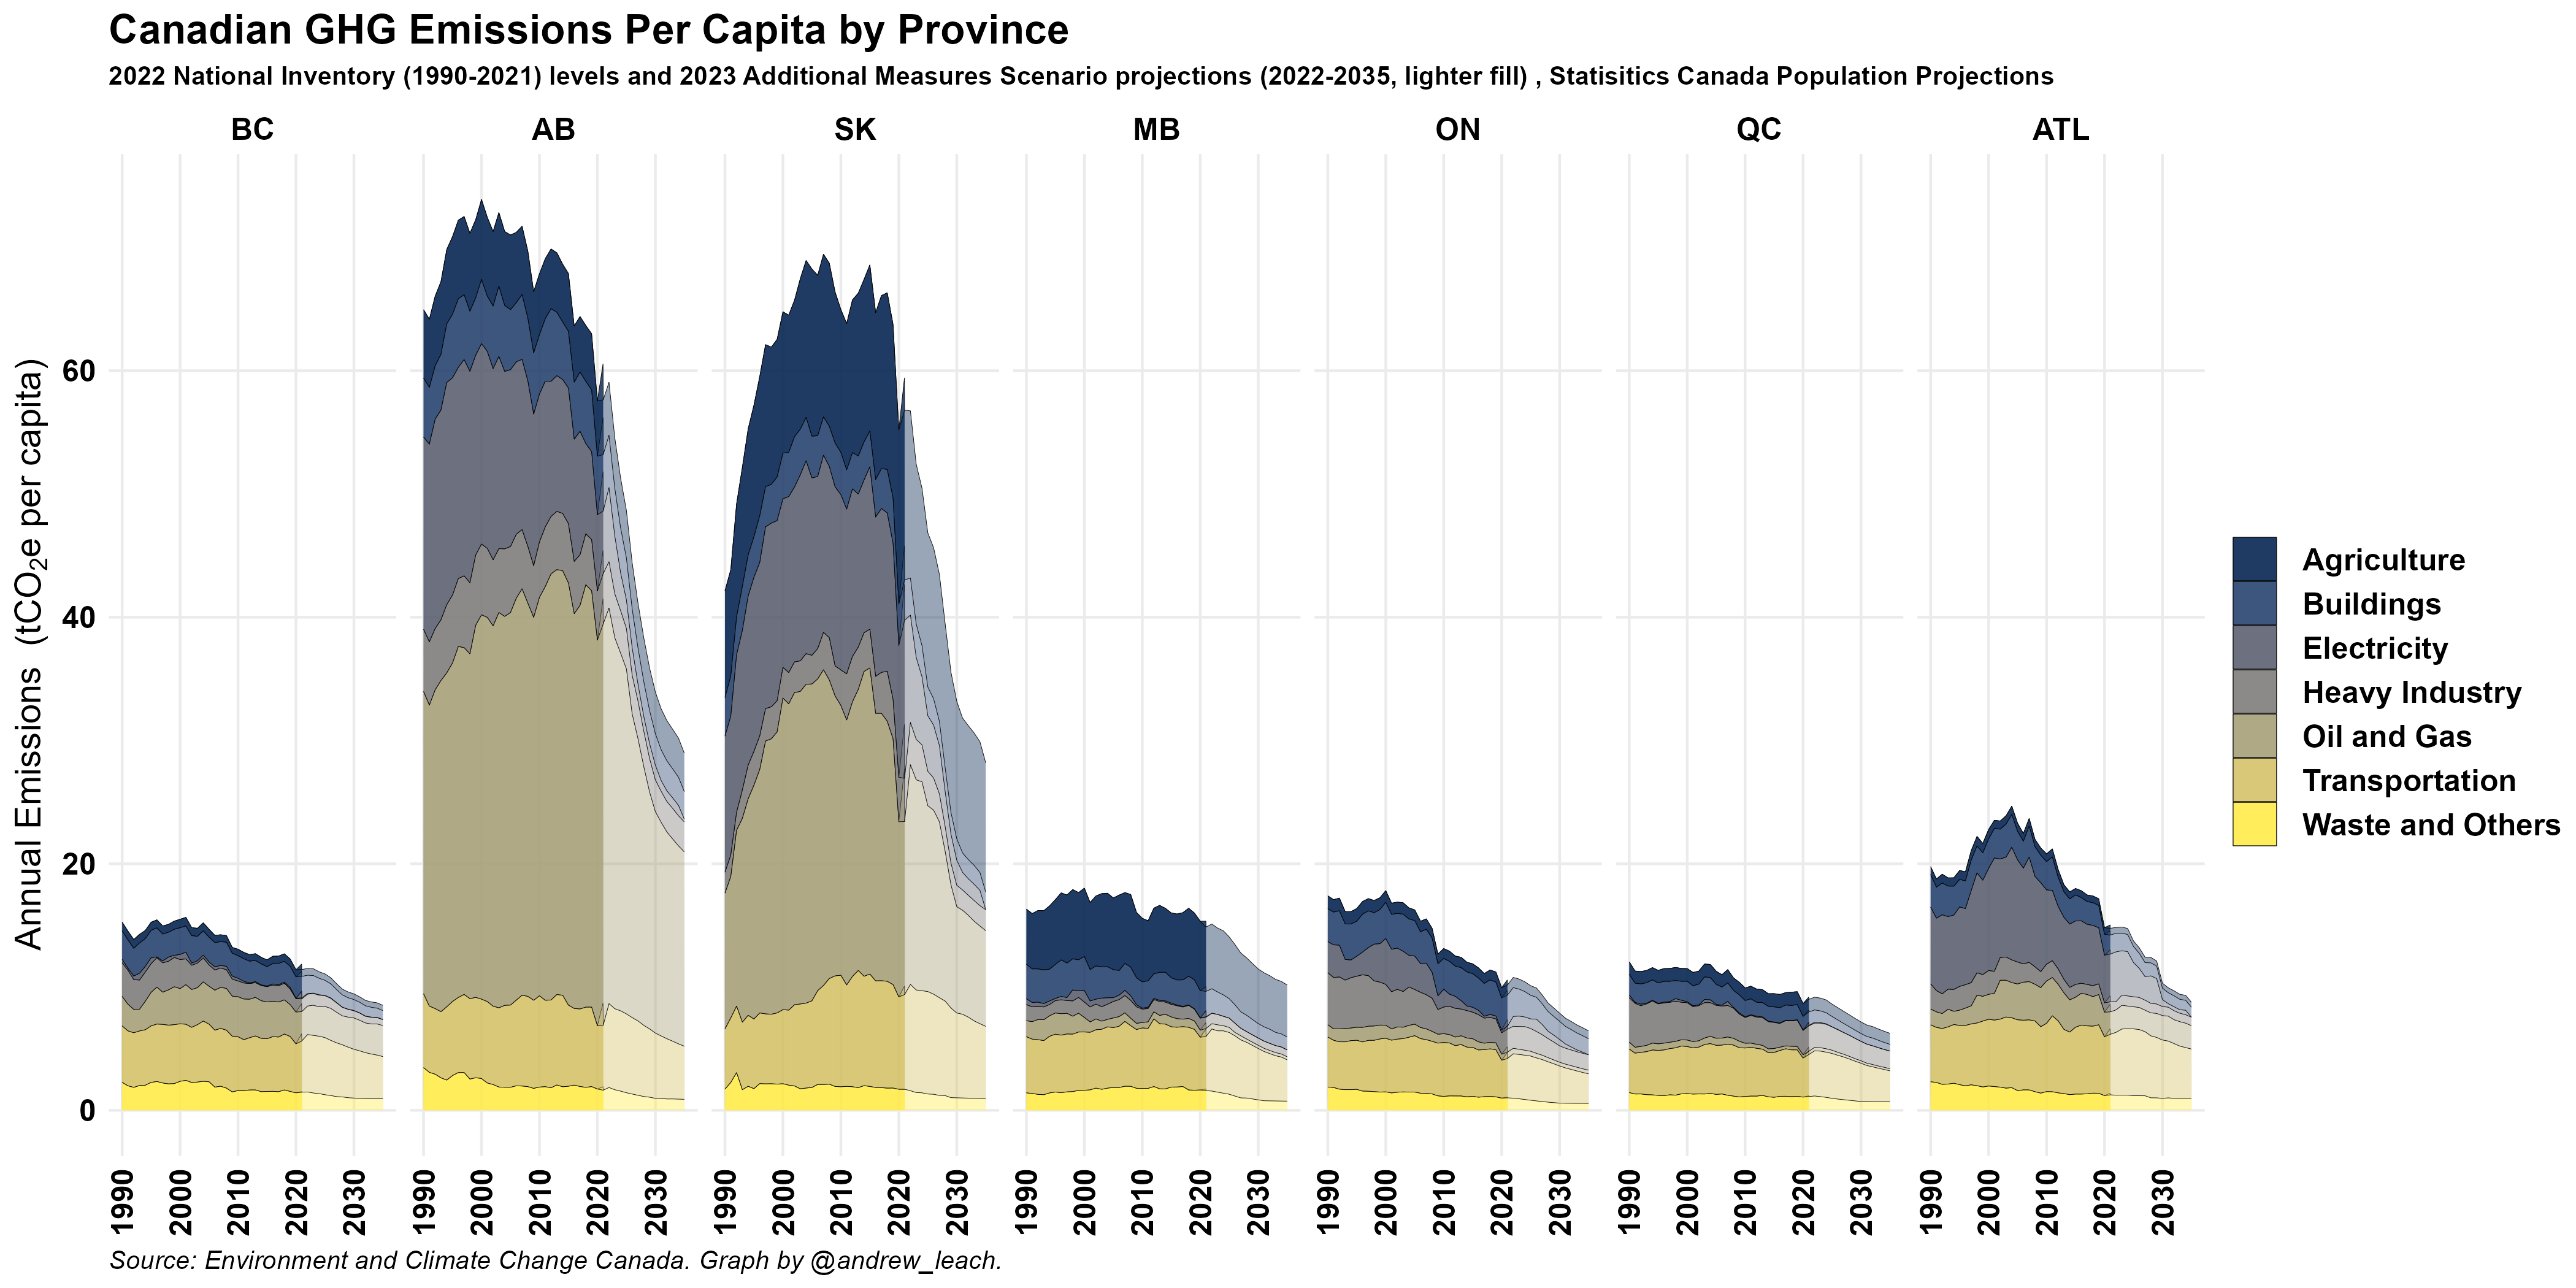 Canadian GHG Emissions Per Capita by Province
2022 National Inventory (1990-2021) levels and 2023 Additional Measures Scenario projections (2022-2035, lighter fill) , Statisitics Canada Population Projections
BC AB SK MB ON QC ATL
Annual Emissions (tCO₂e per capita)
60
40
20
0
Agriculture
Buildings
Electricity
Heavy Industry
Oil and Gas
Transportation
Waste and Others
1990 2000 2010 2020 2030 1990 2000 2010 2020 2030 1990 2000 2010 2020 2030 1990 2000 2010 2020 2030 1990 2000 2010 2020 2030 1990 2000 2010 2020 2030 1990 2000 2010 2020 2030
Source: Environment and Climate Change Canada. Graph by @andrew_leach.